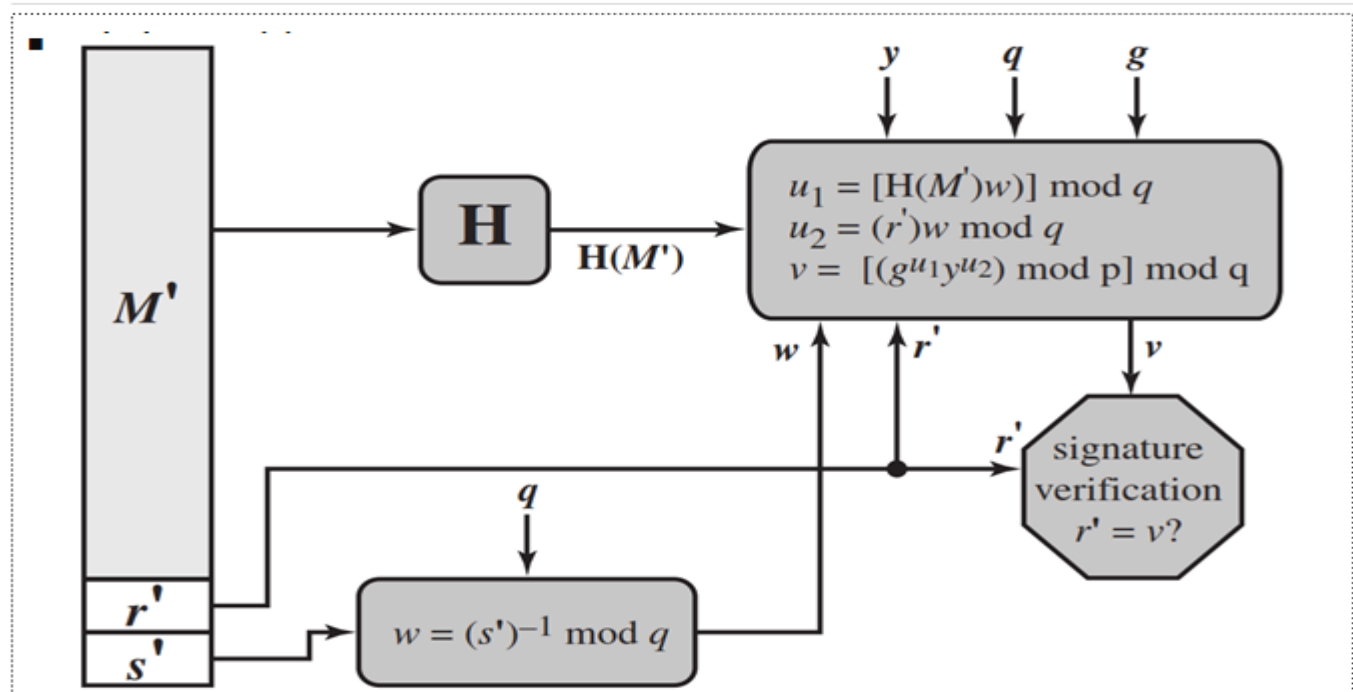 y q g
M'
H
H(M')
u₁ = [H(M')w)] mod q
u₂ = (r')w mod q
v = [(gᵘ¹yᵘ²) mod p] mod q
w r' v
r'
signature
verification
r' = v?
q
r'
s'
w = (s')⁻¹ mod q